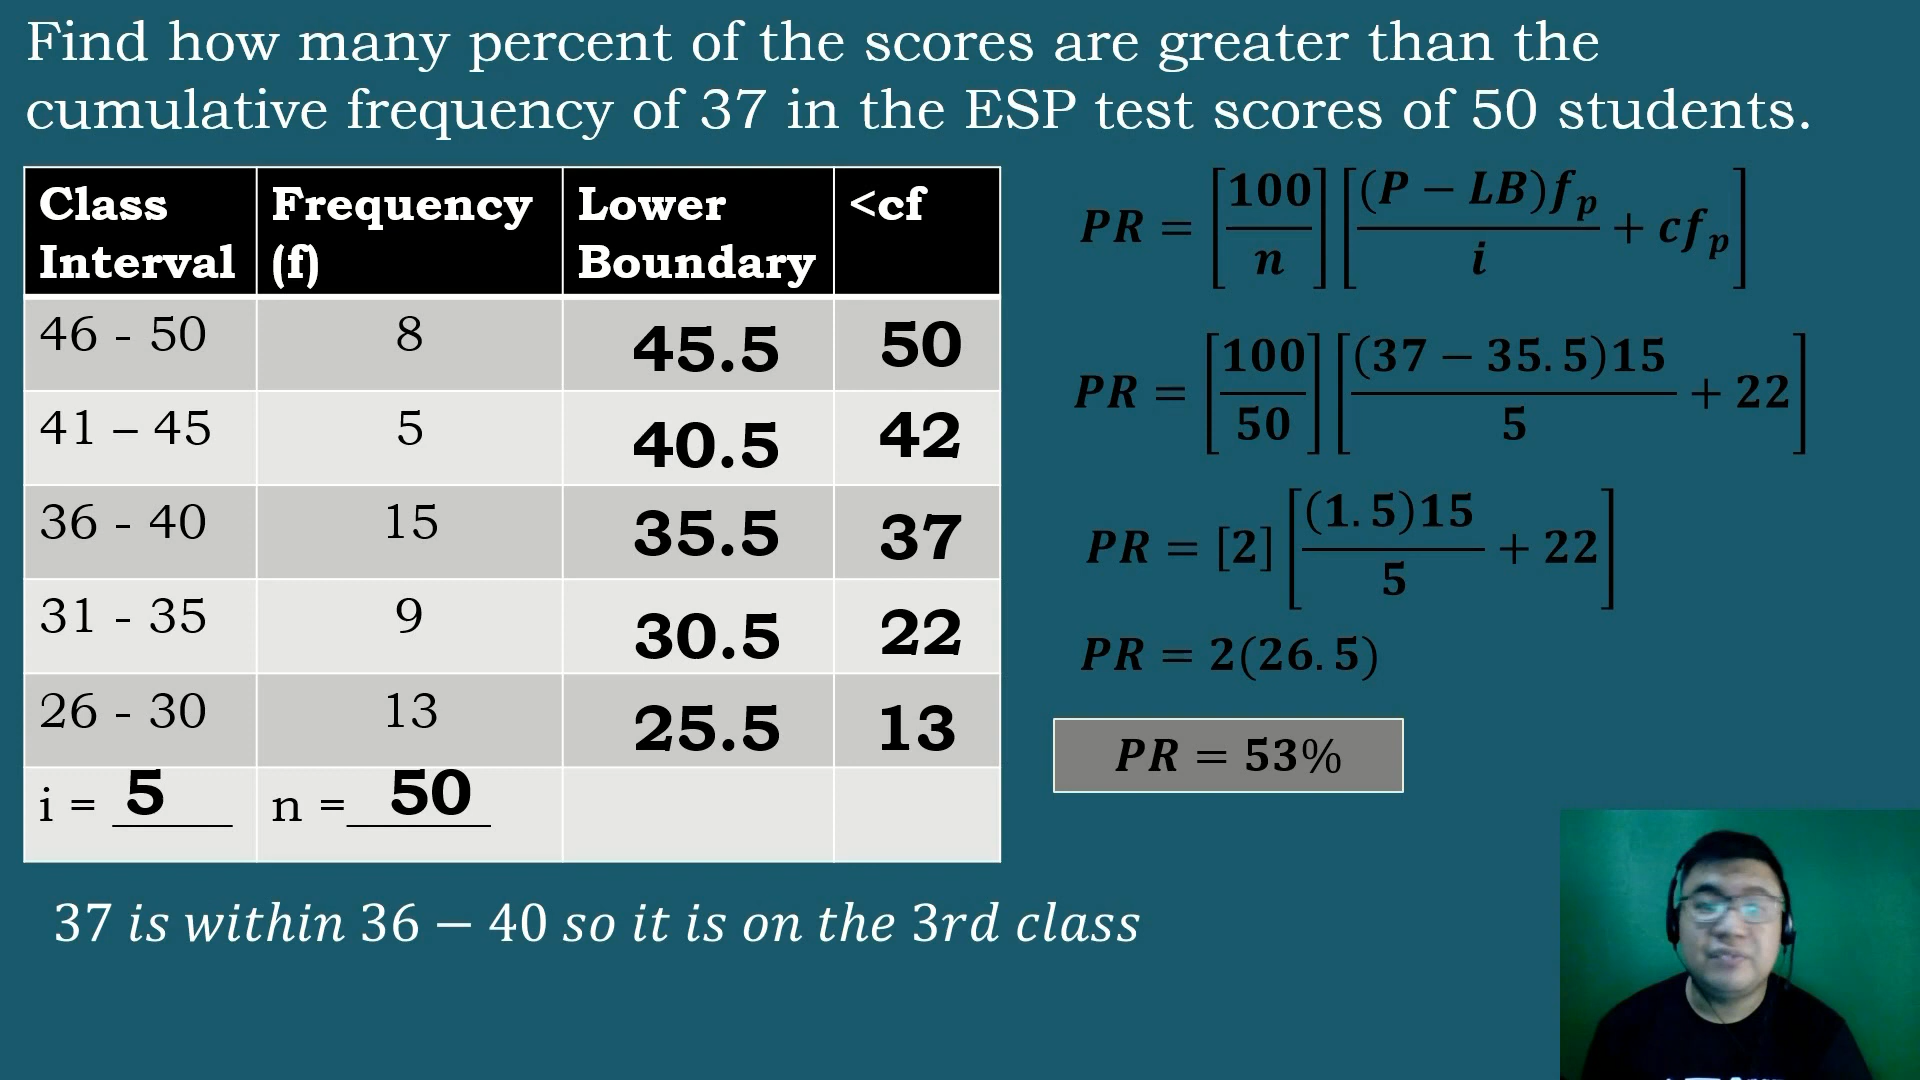 Find how many percent of the scores are greater than the
cumulative frequency of 37 in the ESP test scores of 50 students.
Class Interval Frequency (f) Lower Boundary <cf
46 - 50 8 45.5 50
41 – 45 5 40.5 42
36 - 40 15 35.5 37
31 - 35 9 30.5 22
26 - 30 13 25.5 13
i = 5 n = 50
37 is within 36 – 40 so it is on the 3rd class
PR = [100/n] [(P − LB)fₚ/i + cfₚ]
PR = [100/50] [(37 − 35.5)15/5 + 22]
PR = [2] [(1.5)15/5 + 22]
PR = 2(26.5)
PR = 53%